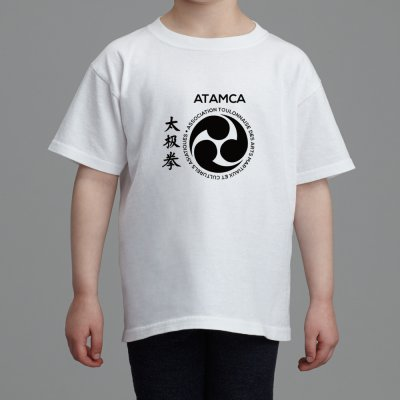 ATAMCA
太极拳
• ASSOCIATION TOULONNAISE DES ARTS MARTIAUX ET CULTURELS ASIATIQUES